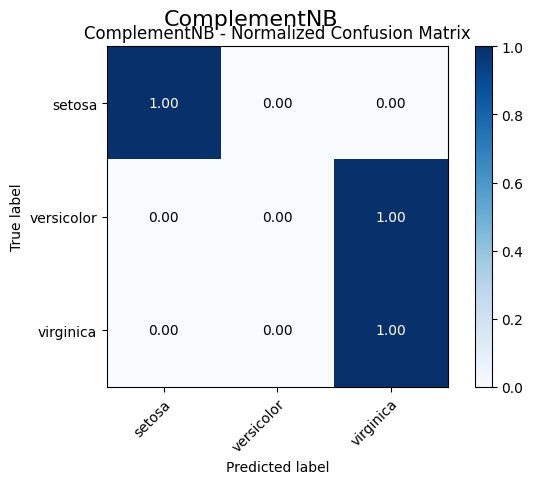 ComplementNB
ComplementNB - Normalized Confusion Matrix
setosa 1.00 0.00 0.00
versicolor 0.00 0.00 1.00
virginica 0.00 0.00 1.00
True label
setosa versicolor virginica
Predicted label
1.0
0.8
0.6
0.4
0.2
0.0